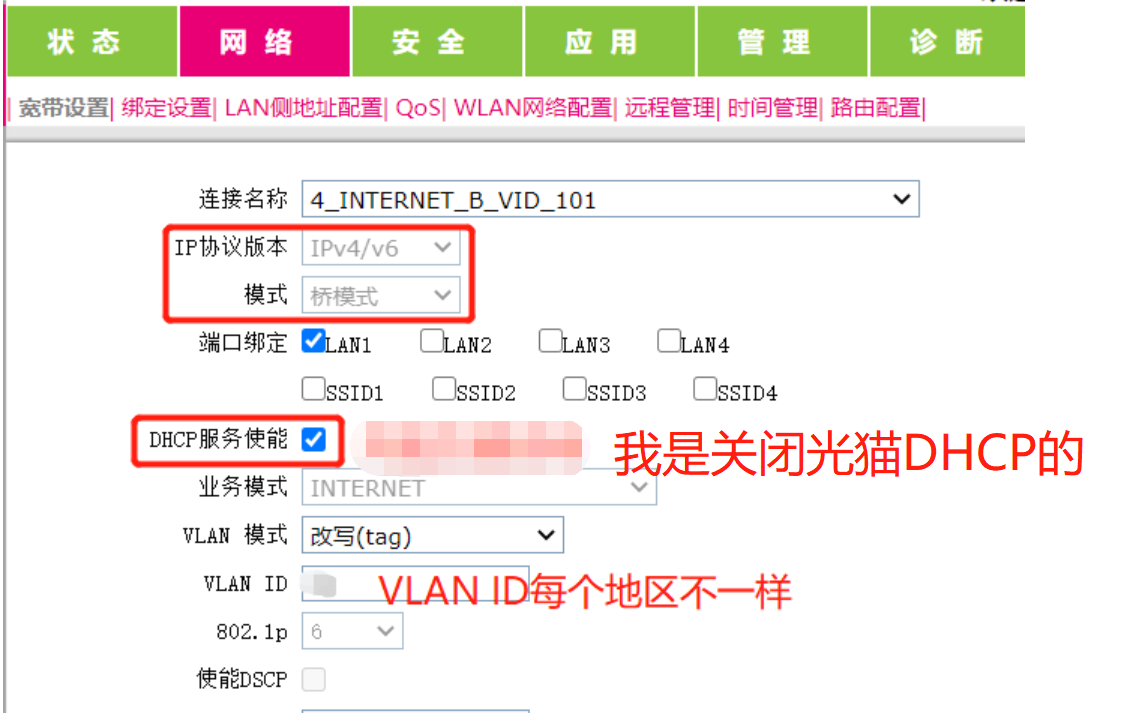 状态 网络 安全 应用 管理 诊断
| 宽带设置| 绑定设置| LAN侧地址配置| QoS| WLAN网络配置| 远程管理| 时间管理| 路由配置|
连接名称 4_INTERNET_B_VID_101
IP协议版本 IPv4/v6
模式 桥模式
端口绑定 LAN1 LAN2 LAN3 LAN4
SSID1 SSID2 SSID3 SSID4
DHCP服务使能 我是关闭光猫DHCP的
业务模式 INTERNET
VLAN 模式 改写(tag)
VLAN ID VLAN ID每个地区不一样
802.1p 6
使能DSCP